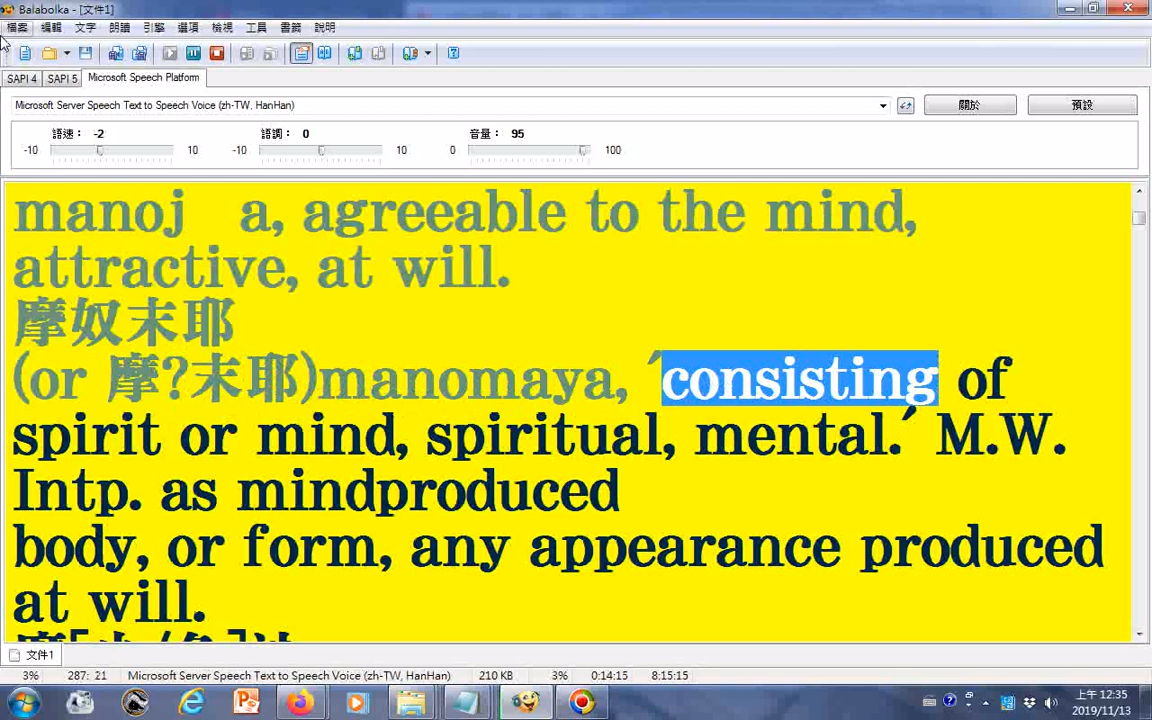 Balabolka - [文件1]
檔案 編輯 文字 朗讀 引擎 選項 檢視 工具 書籤 說明
SAPI 4 SAPI 5 Microsoft Speech Platform
Microsoft Server Speech Text to Speech Voice (zh-TW, HanHan) 關於 預設
語速： -2 語調： 0 音量： 95
-10 10 -10 10 0 100
manoj a, agreeable to the mind,
attractive, at will.
摩奴末耶
(or 摩?末耶)manomaya, ´consisting of
spirit or mind, spiritual, mental.´ M.W.
Intp. as mindproduced
body, or form, any appearance produced
at will.
文件1
3% 287: 21 Microsoft Server Speech Text to Speech Voice (zh-TW, HanHan) 210 KB 3% 0:14:15 8:15:15
上午 12:35
2019/11/13